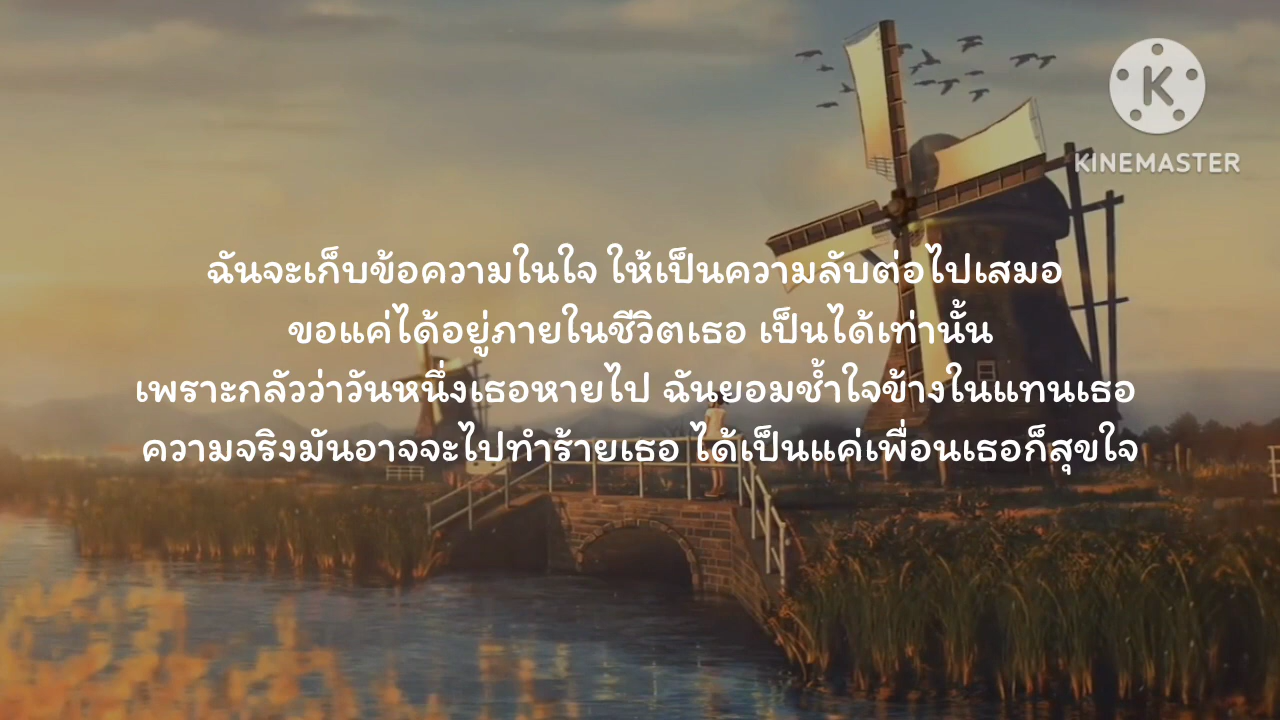 K
KINEMASTER
ฉันจะเก็บข้อความในใจ ให้เป็นความลับต่อไปเสมอ
ขอแค่ได้อยู่ภายในชีวิตเธอ เป็นได้เท่านั้น
เพราะกลัวว่าวันหนึ่งเธอหายไป ฉันยอมช้ำใจข้างในแทนเธอ
ความจริงมันอาจจะไปทำร้ายเธอ ได้เป็นแค่เพื่อนเธอก็สุขใจ